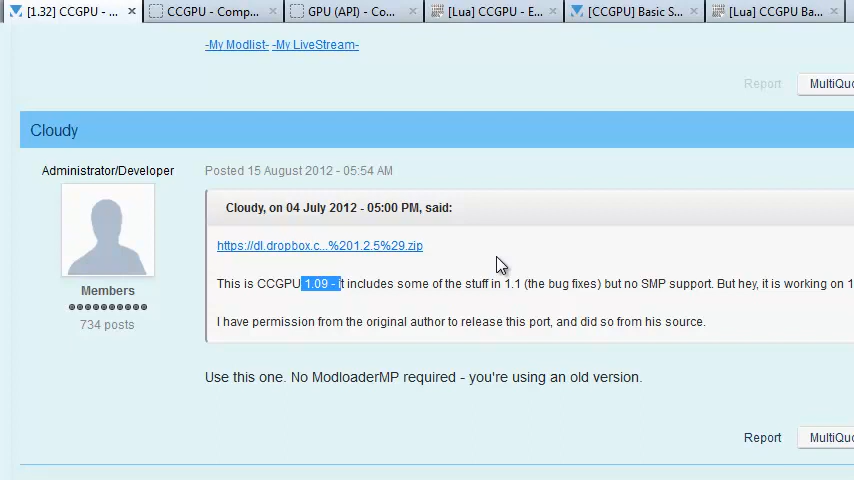 [1.32] CCGPU - ... × CCGPU - Comp... × GPU (API) - Co... × [Lua] CCGPU - E... × [CCGPU] Basic S... × [Lua] CCGPU Ba... ×
-My Modlist- -My LiveStream-
Report MultiQuo
Cloudy
Administrator/Developer
Members
734 posts
Posted 15 August 2012 - 05:54 AM
Cloudy, on 04 July 2012 - 05:00 PM, said:
https://dl.dropbox.c...%201.2.5%29.zip
This is CCGPU 1.09 - it includes some of the stuff in 1.1 (the bug fixes) but no SMP support. But hey, it is working on 1
I have permission from the original author to release this port, and did so from his source.
Use this one. No ModloaderMP required - you're using an old version.
Report MultiQuo